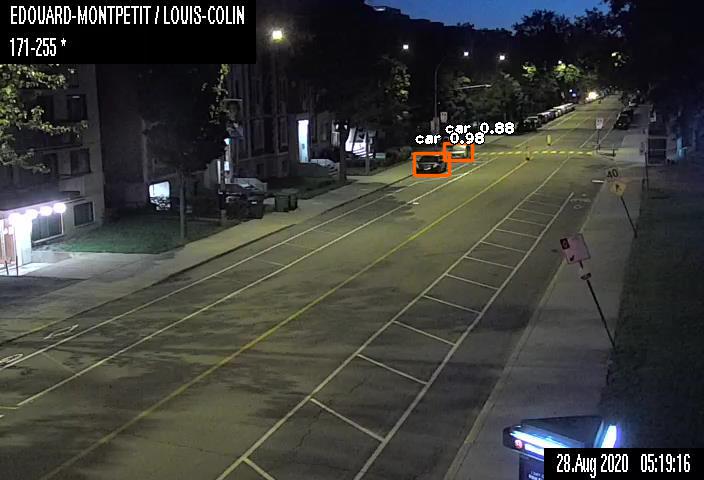 EDOUARD-MONTPETIT / LOUIS-COLIN
171-255 *
car 0.88
car 0.98
40
28.Aug 2020 05:19:16